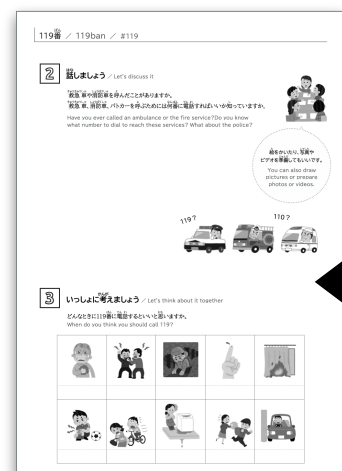 119番 / 119ban / #119
2 話しましょう / Let's discuss it
救急車や消防車を呼んだことがありますか。
救急車、消防車、パトカーを呼ぶためには何番に電話すればいいか知っていますか。
Have you ever called an ambulance or the fire service? Do you know
what number to dial to reach these services? What about the police?
絵をかいたり、写真や
ビデオを準備してもいいです。
You can also draw
pictures or prepare
photos or videos.
119?
110?
3 いっしょに考えましょう / Let's think about it together
どんなときに119番に電話するといいと思いますか。
When do you think you should call 119?